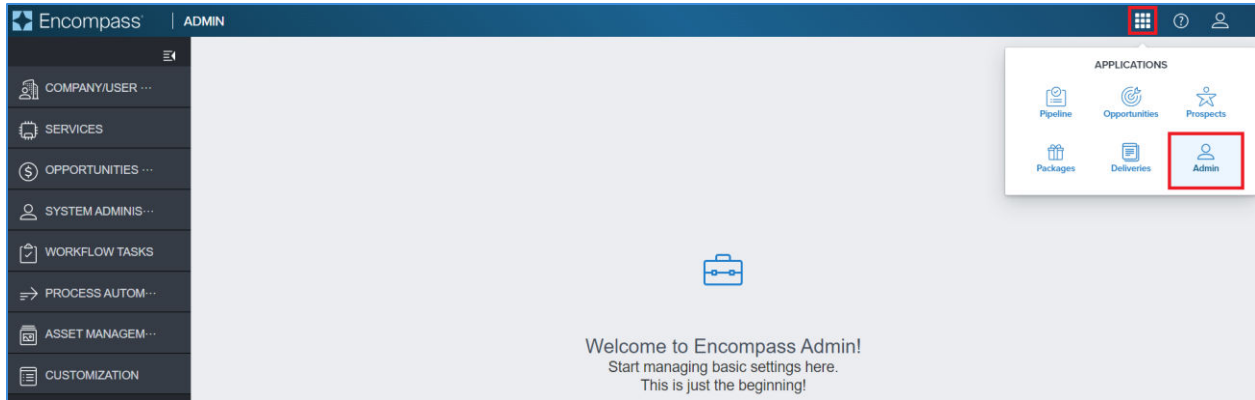 Encompass® | ADMIN
COMPANY/USER ···
SERVICES
OPPORTUNITIES ···
SYSTEM ADMINIS···
WORKFLOW TASKS
PROCESS AUTOM···
ASSET MANAGEM···
CUSTOMIZATION
APPLICATIONS
Pipeline Opportunities Prospects
Packages Deliveries Admin
Welcome to Encompass Admin!
Start managing basic settings here.
This is just the beginning!